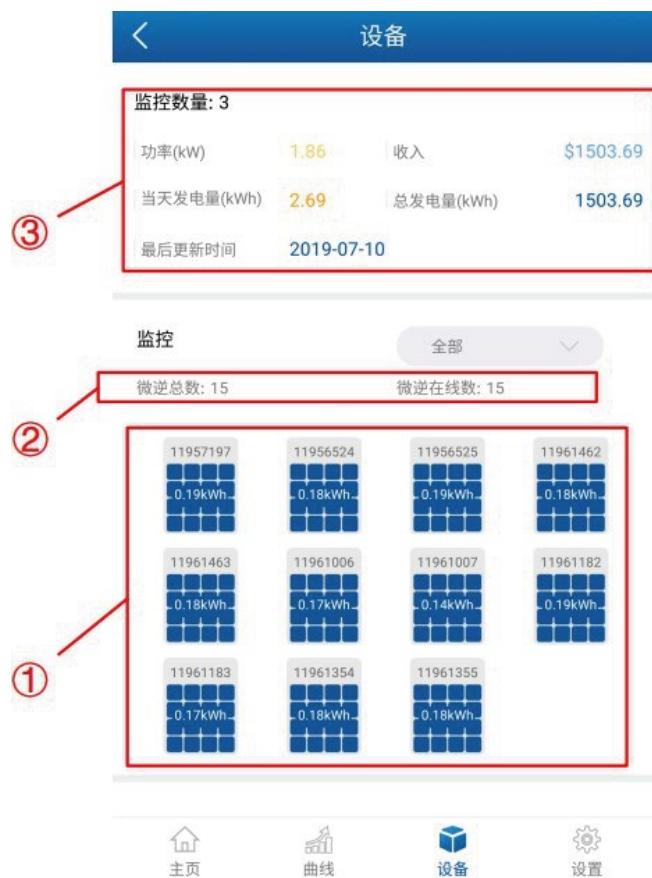 设备
监控数量: 3
功率(kW) 1.86 收入 $1503.69
当天发电量(kWh) 2.69 总发电量(kWh) 1503.69
最后更新时间 2019-07-10
③
监控 全部
微逆总数: 15 微逆在线数: 15
②
11957197 11956524 11956525 11961462
0.19kWh 0.18kWh 0.19kWh 0.18kWh
11961463 11961006 11961007 11961182
0.18kWh 0.17kWh 0.14kWh 0.19kWh
①
11961183 11961354 11961355
0.17kWh 0.18kWh 0.18kWh
主页 曲线 设备 设置